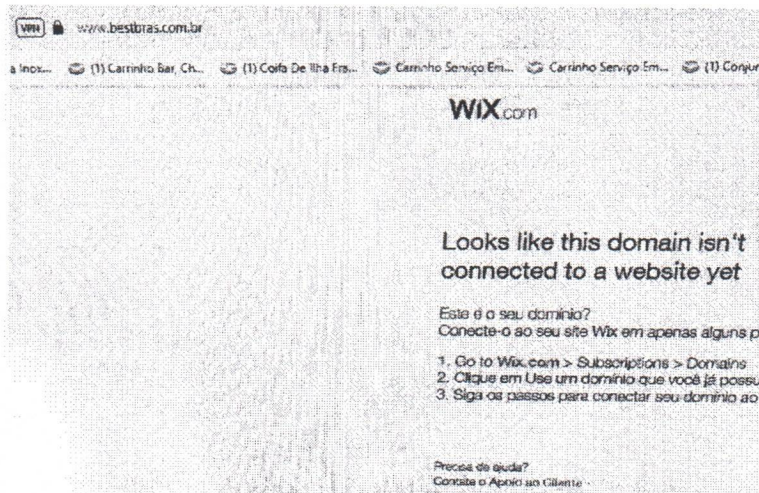 VPN www.bestbras.com.br
a Inox... (1) Carrinho Bar, Ch... (1) Coifa De Ilha Fra... Carrinho Serviço Em... Carrinho Serviço Em... (1) Conjun
WiX.com
Looks like this domain isn't
connected to a website yet
Este é o seu domínio?
Conecte-o ao seu site Wix em apenas alguns p
1. Go to Wix.com > Subscriptions > Domains
2. Clique em Use um domínio que você já possu
3. Siga os passos para conectar seu domínio ao
Precisa de ajuda?
Contate o Apoio ao Cliente